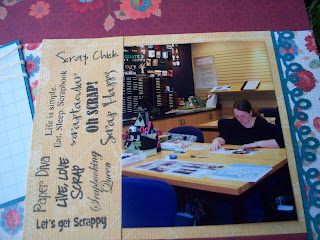 Scrap Chick
Life is simple.
Eat. Sleep. Scrapbook
scraptacular
OH SCRAP!
Scrap Happy
Paper Diva
LIVE, LOVE
SCRAP
Scrapbooking
Queen
Let's get Scrappy